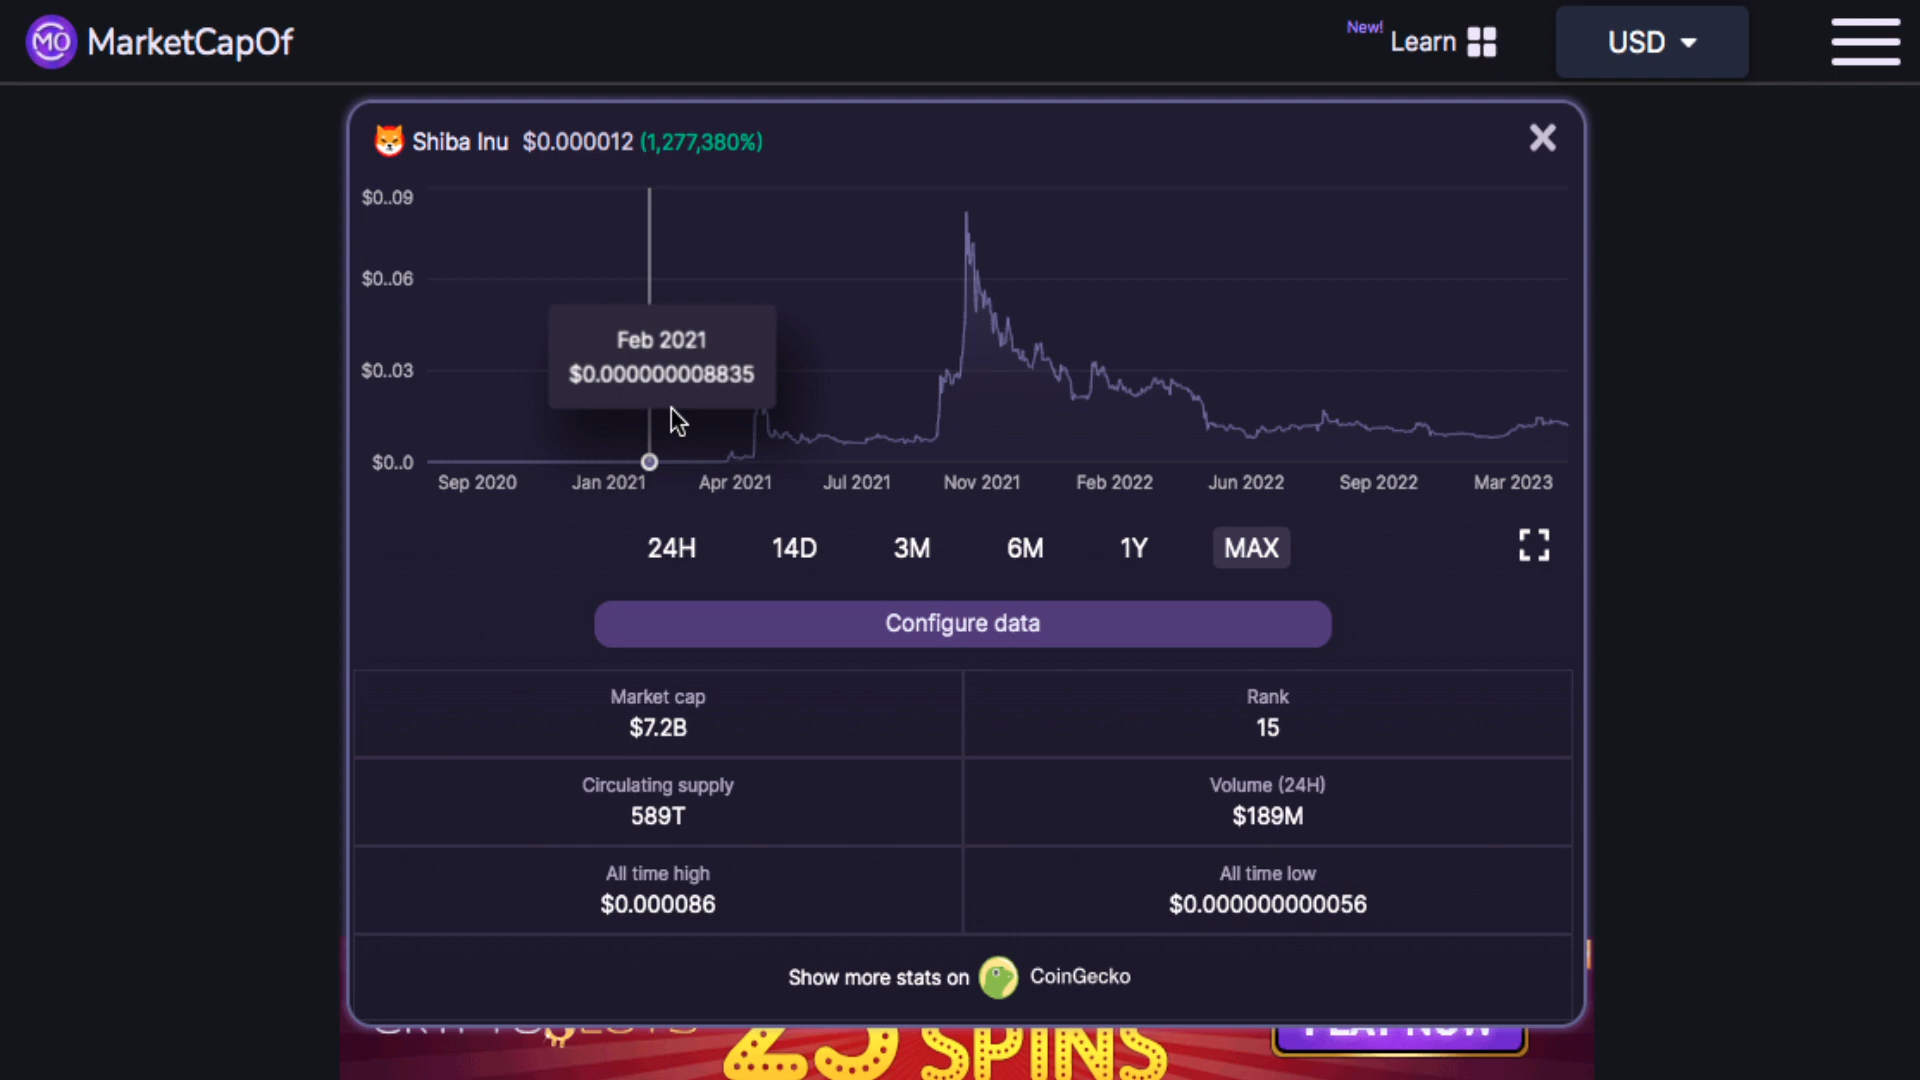 MO MarketCapOf
New! Learn
USD
Shiba Inu $0.000012 (1,277,380%)
$0..09
$0..06
$0..03
$0..0
Feb 2021
$0.000000008835
Sep 2020 Jan 2021 Apr 2021 Jul 2021 Nov 2021 Feb 2022 Jun 2022 Sep 2022 Mar 2023
24H 14D 3M 6M 1Y MAX
Configure data
Market cap
$7.2B
Rank
15
Circulating supply
589T
Volume (24H)
$189M
All time high
$0.000086
All time low
$0.000000000056
Show more stats on CoinGecko
25 SPINS
PLAY NOW